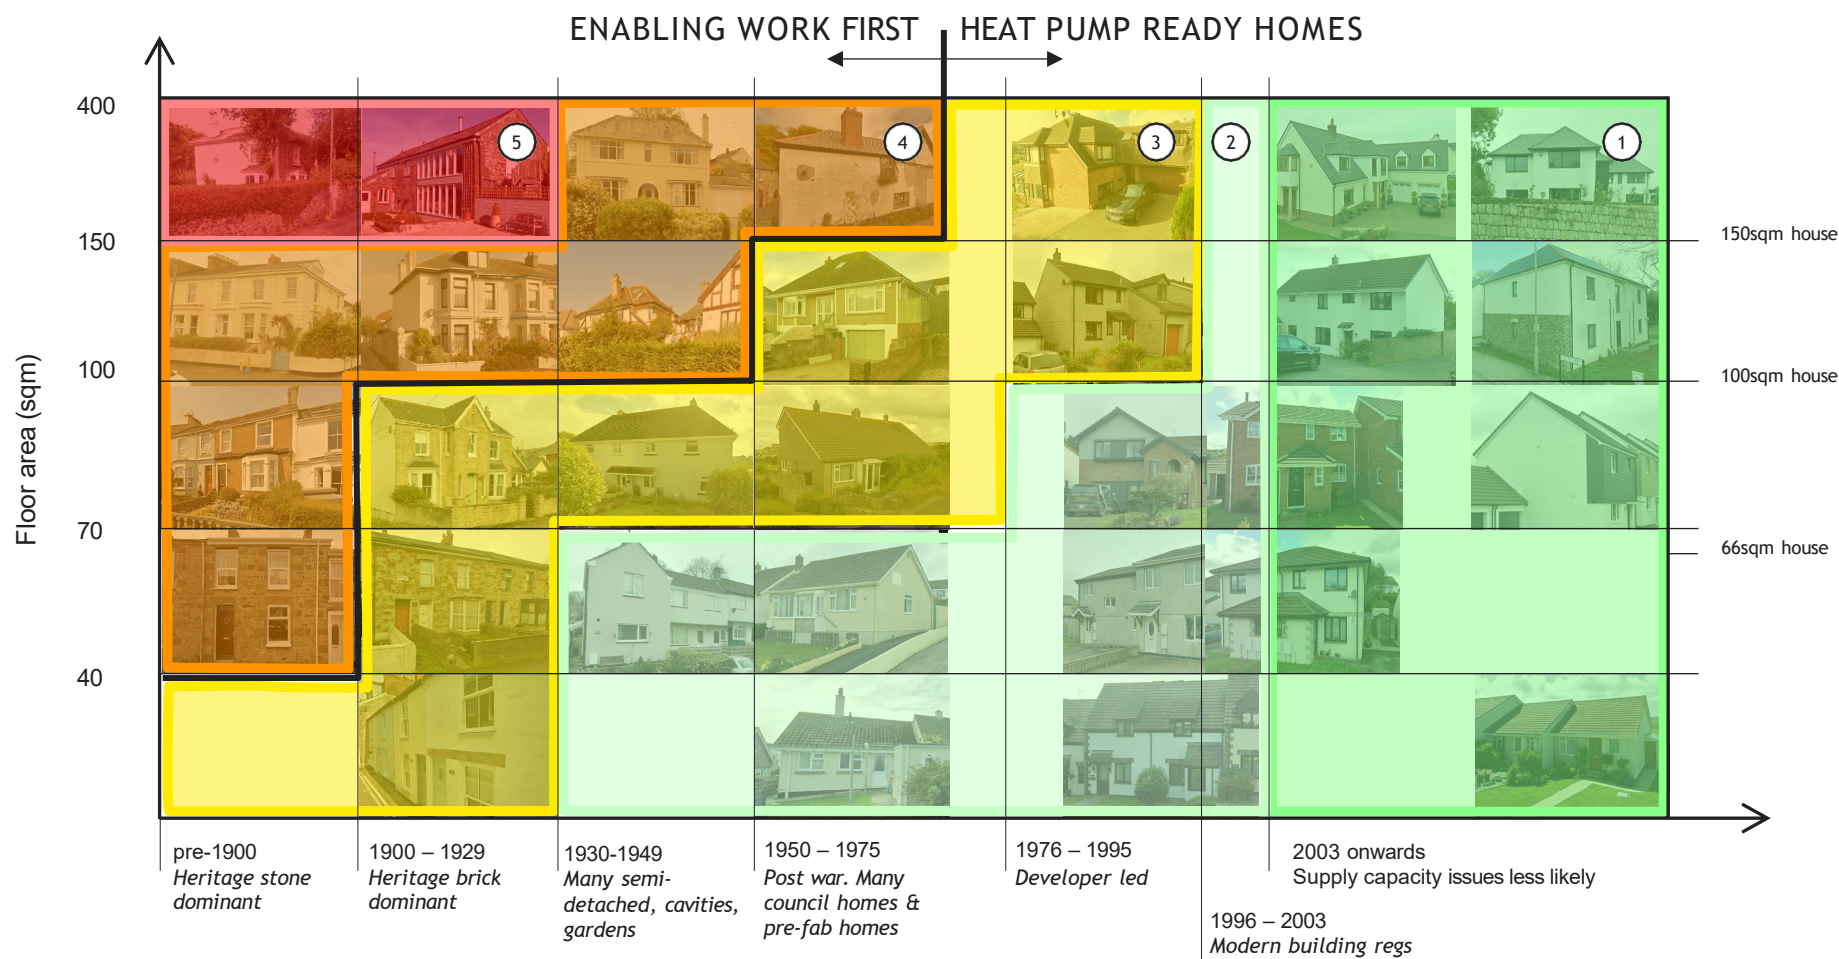 ENABLING WORK FIRST
HEAT PUMP READY HOMES
400
150
100
70
40
Floor area (sqm)
5
4
3
2
1
150sqm house
100sqm house
66sqm house
pre-1900
Heritage stone
dominant
1900 – 1929
Heritage brick
dominant
1930-1949
Many semi-
detached, cavities,
gardens
1950 – 1975
Post war. Many
council homes &
pre-fab homes
1976 – 1995
Developer led
1996 – 2003
Modern building regs
2003 onwards
Supply capacity issues less likely